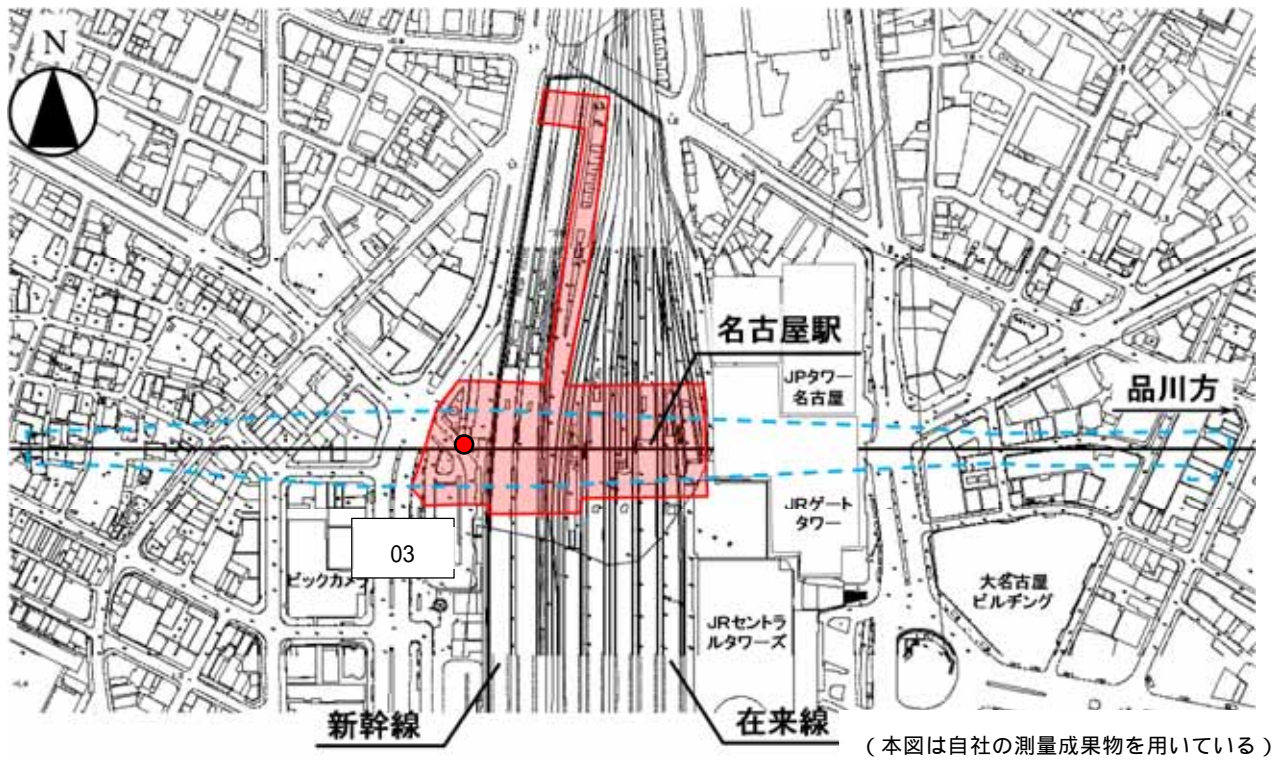 N
名古屋駅
JPタワー
名古屋
品川方
JRゲート
タワー
03
ビックカメラ
大名古屋
ビルヂング
JRセントラ
ルタワーズ
新幹線
在来線
（本図は自社の測量成果物を用いている）